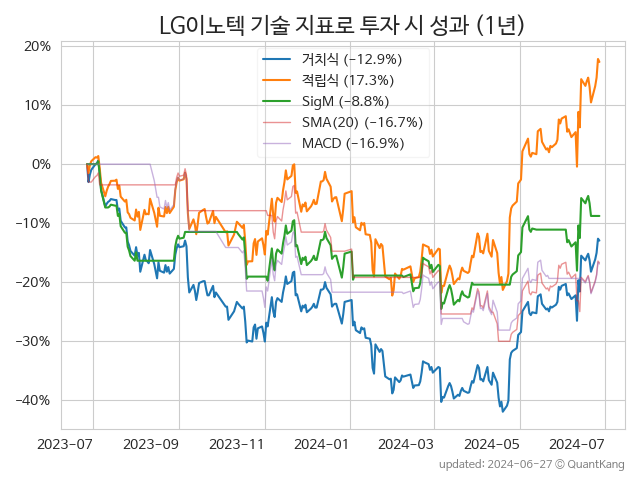 LG이노텍 기술 지표로 투자 시 성과 (1년)
20%
10%
0%
−10%
−20%
−30%
−40%
거치식 (−12.9%)
적립식 (17.3%)
SigM (−8.8%)
SMA(20) (−16.7%)
MACD (−16.9%)
2023-07 2023-09 2023-11 2024-01 2024-03 2024-05 2024-07
updated: 2024-06-27 © QuantKang